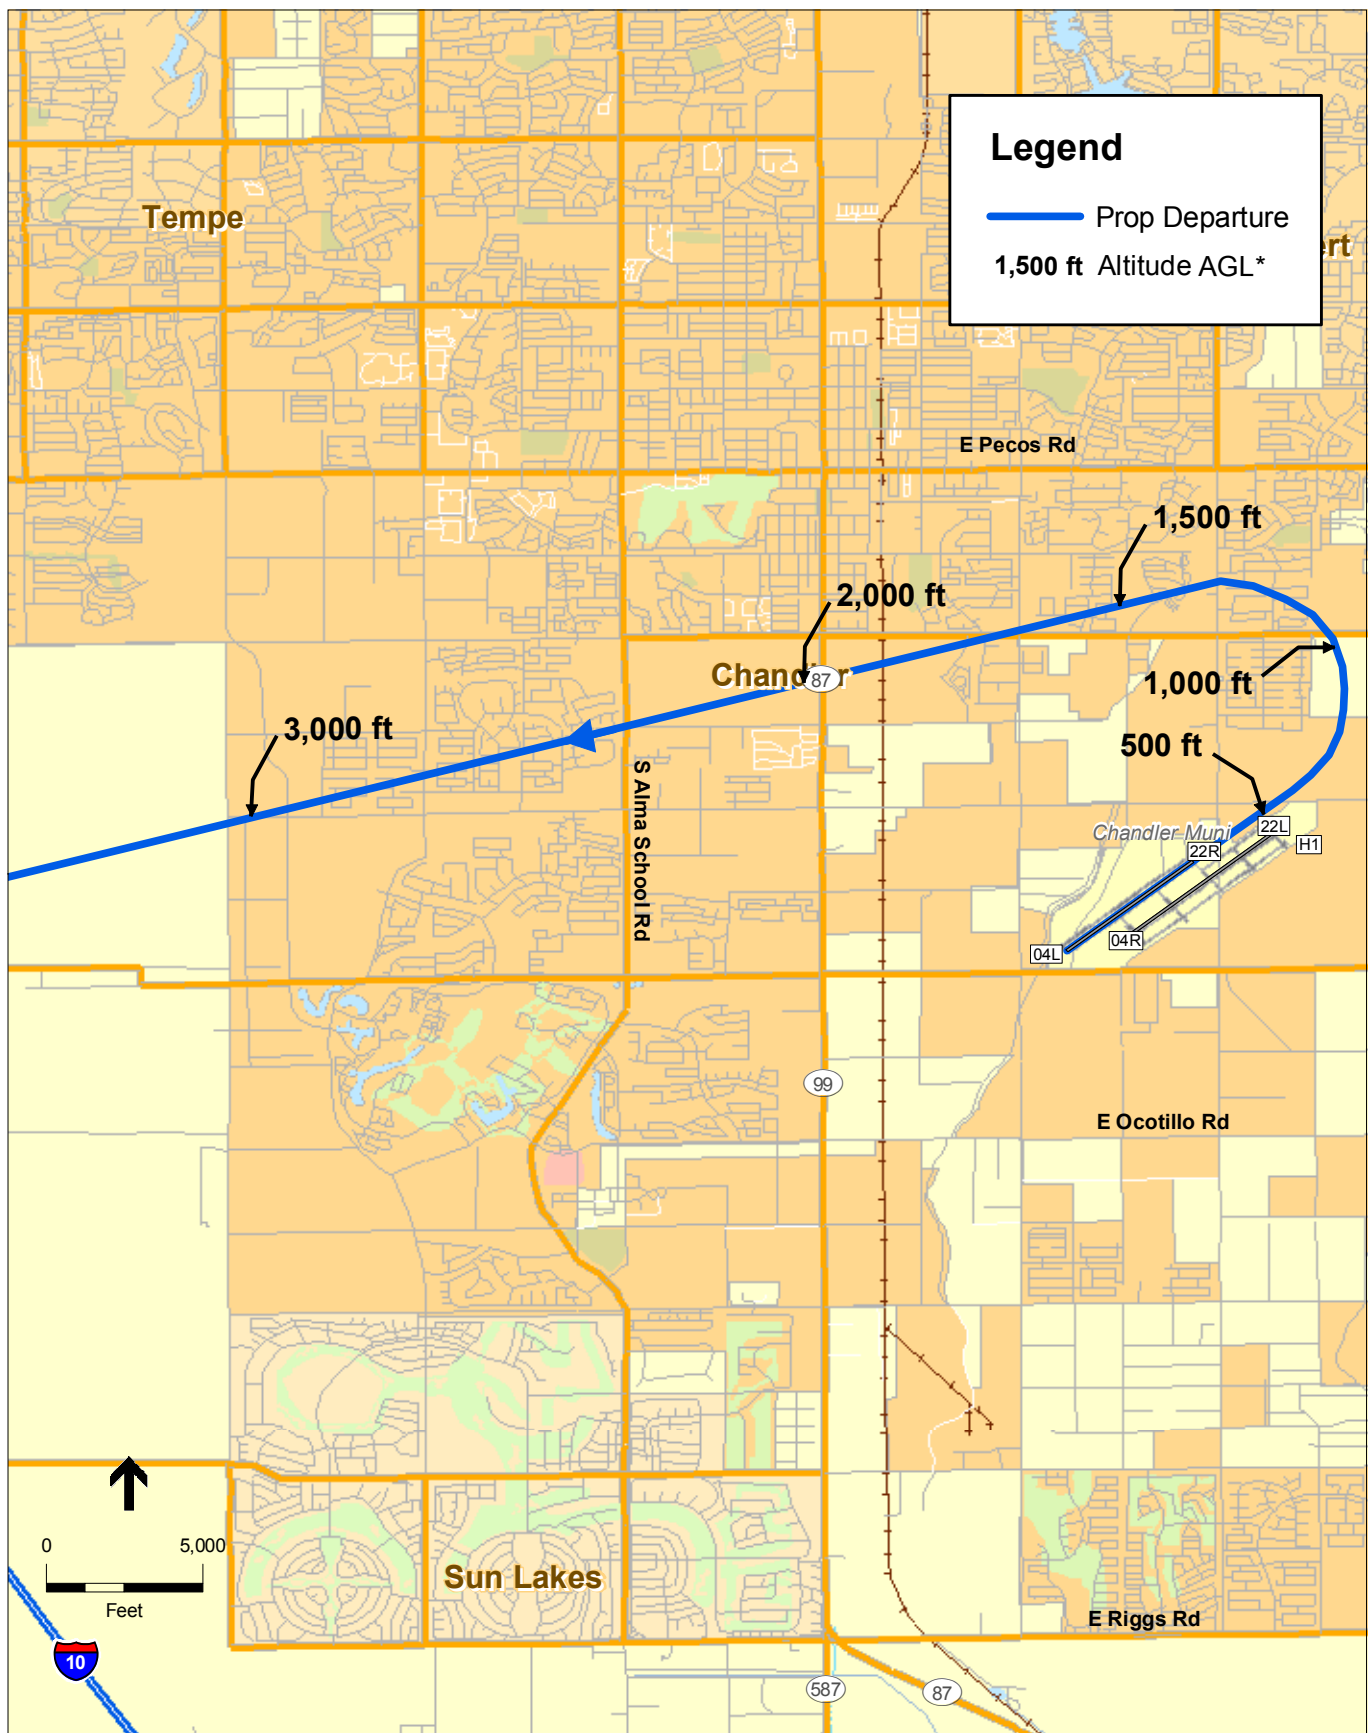 Legend
Prop Departure
1,500 ft Altitude AGL*
Tempe
ert
E Pecos Rd
1,500 ft
2,000 ft
Chandler
87
1,000 ft
3,000 ft
500 ft
S Alma School Rd
Chandler Muni
22L
22R
H1
04R
04L
99
E Ocotillo Rd
0 5,000
Feet
Sun Lakes
E Riggs Rd
10
587
87